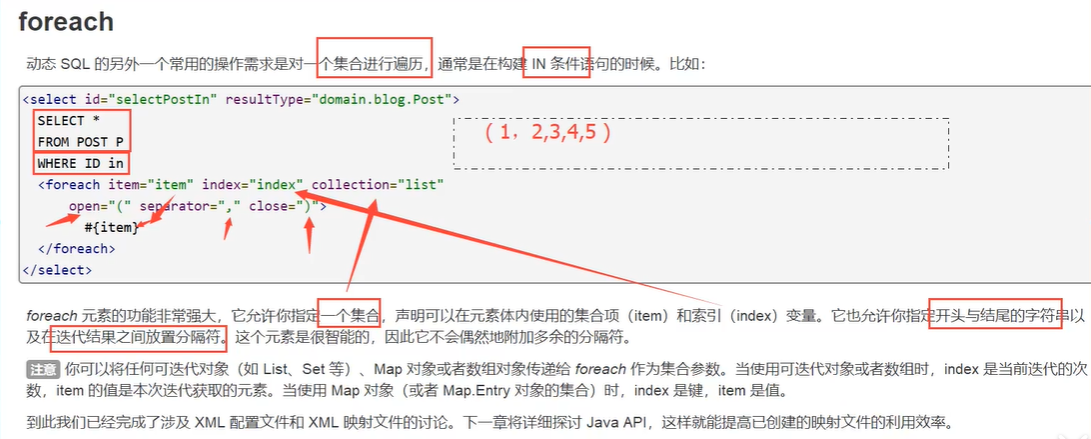 foreach
动态 SQL 的另外一个常用的操作需求是对一个集合进行遍历，通常是在构建 IN 条件语句的时候。比如：
<select id="selectPostIn" resultType="domain.blog.Post">
SELECT *
FROM POST P
WHERE ID in
（1，2,3,4,5）
<foreach item="item" index="index" collection="list"
open="(" separator="," close=")">
#{item}
</foreach>
</select>
foreach 元素的功能非常强大，它允许你指定一个集合，声明可以在元素体内使用的集合项（item）和索引（index）变量。它也允许你指定开头与结尾的字符串以
及在迭代结果之间放置分隔符。这个元素是很智能的，因此它不会偶然地附加多余的分隔符。
注意 你可以将任何可迭代对象（如 List、Set 等）、Map 对象或者数组对象传递给 foreach 作为集合参数。当使用可迭代对象或者数组时，index 是当前迭代的次
数，item 的值是本次迭代获取的元素。当使用 Map 对象（或者 Map.Entry 对象的集合）时，index 是键，item 是值。
到此我们已经完成了涉及 XML 配置文件和 XML 映射文件的讨论。下一章将详细探讨 Java API，这样就能提高已创建的映射文件的利用效率。